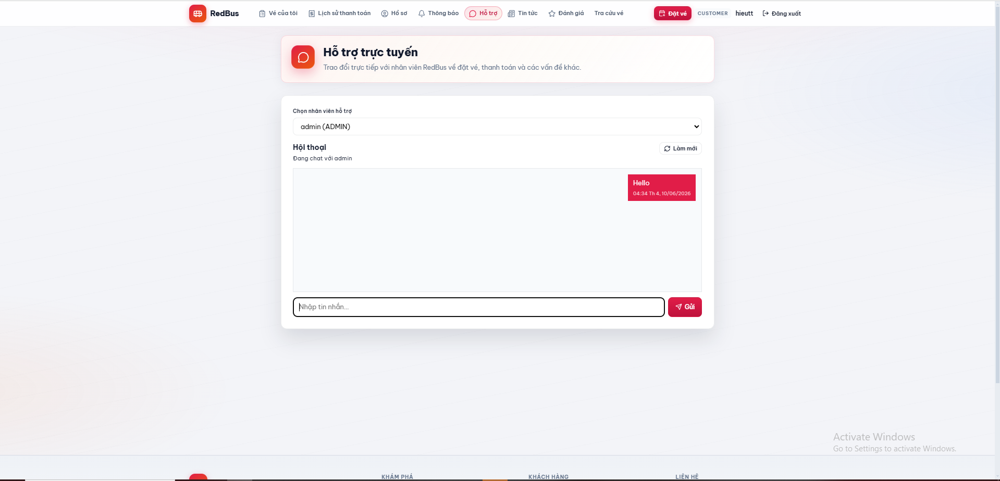 RedBus
Vé của tôi
Lịch sử thanh toán
Hồ sơ
Thông báo
Hỗ trợ
Tin tức
Đánh giá
Tra cứu vé
Đặt vé
CUSTOMER
hieutt
Đăng xuất
Hỗ trợ trực tuyến
Trao đổi trực tiếp với nhân viên RedBus về đặt vé, thanh toán và các vấn đề khác.
Chọn nhân viên hỗ trợ
admin (ADMIN)
Hội thoại
Đang chat với admin
Làm mới
Hello
04:34 Th 4, 10/06/2026
Nhập tin nhắn...
Gửi
Activate Windows
Go to Settings to activate Windows.
KHÁM PHÁ
KHÁCH HÀNG
LIÊN HỆ